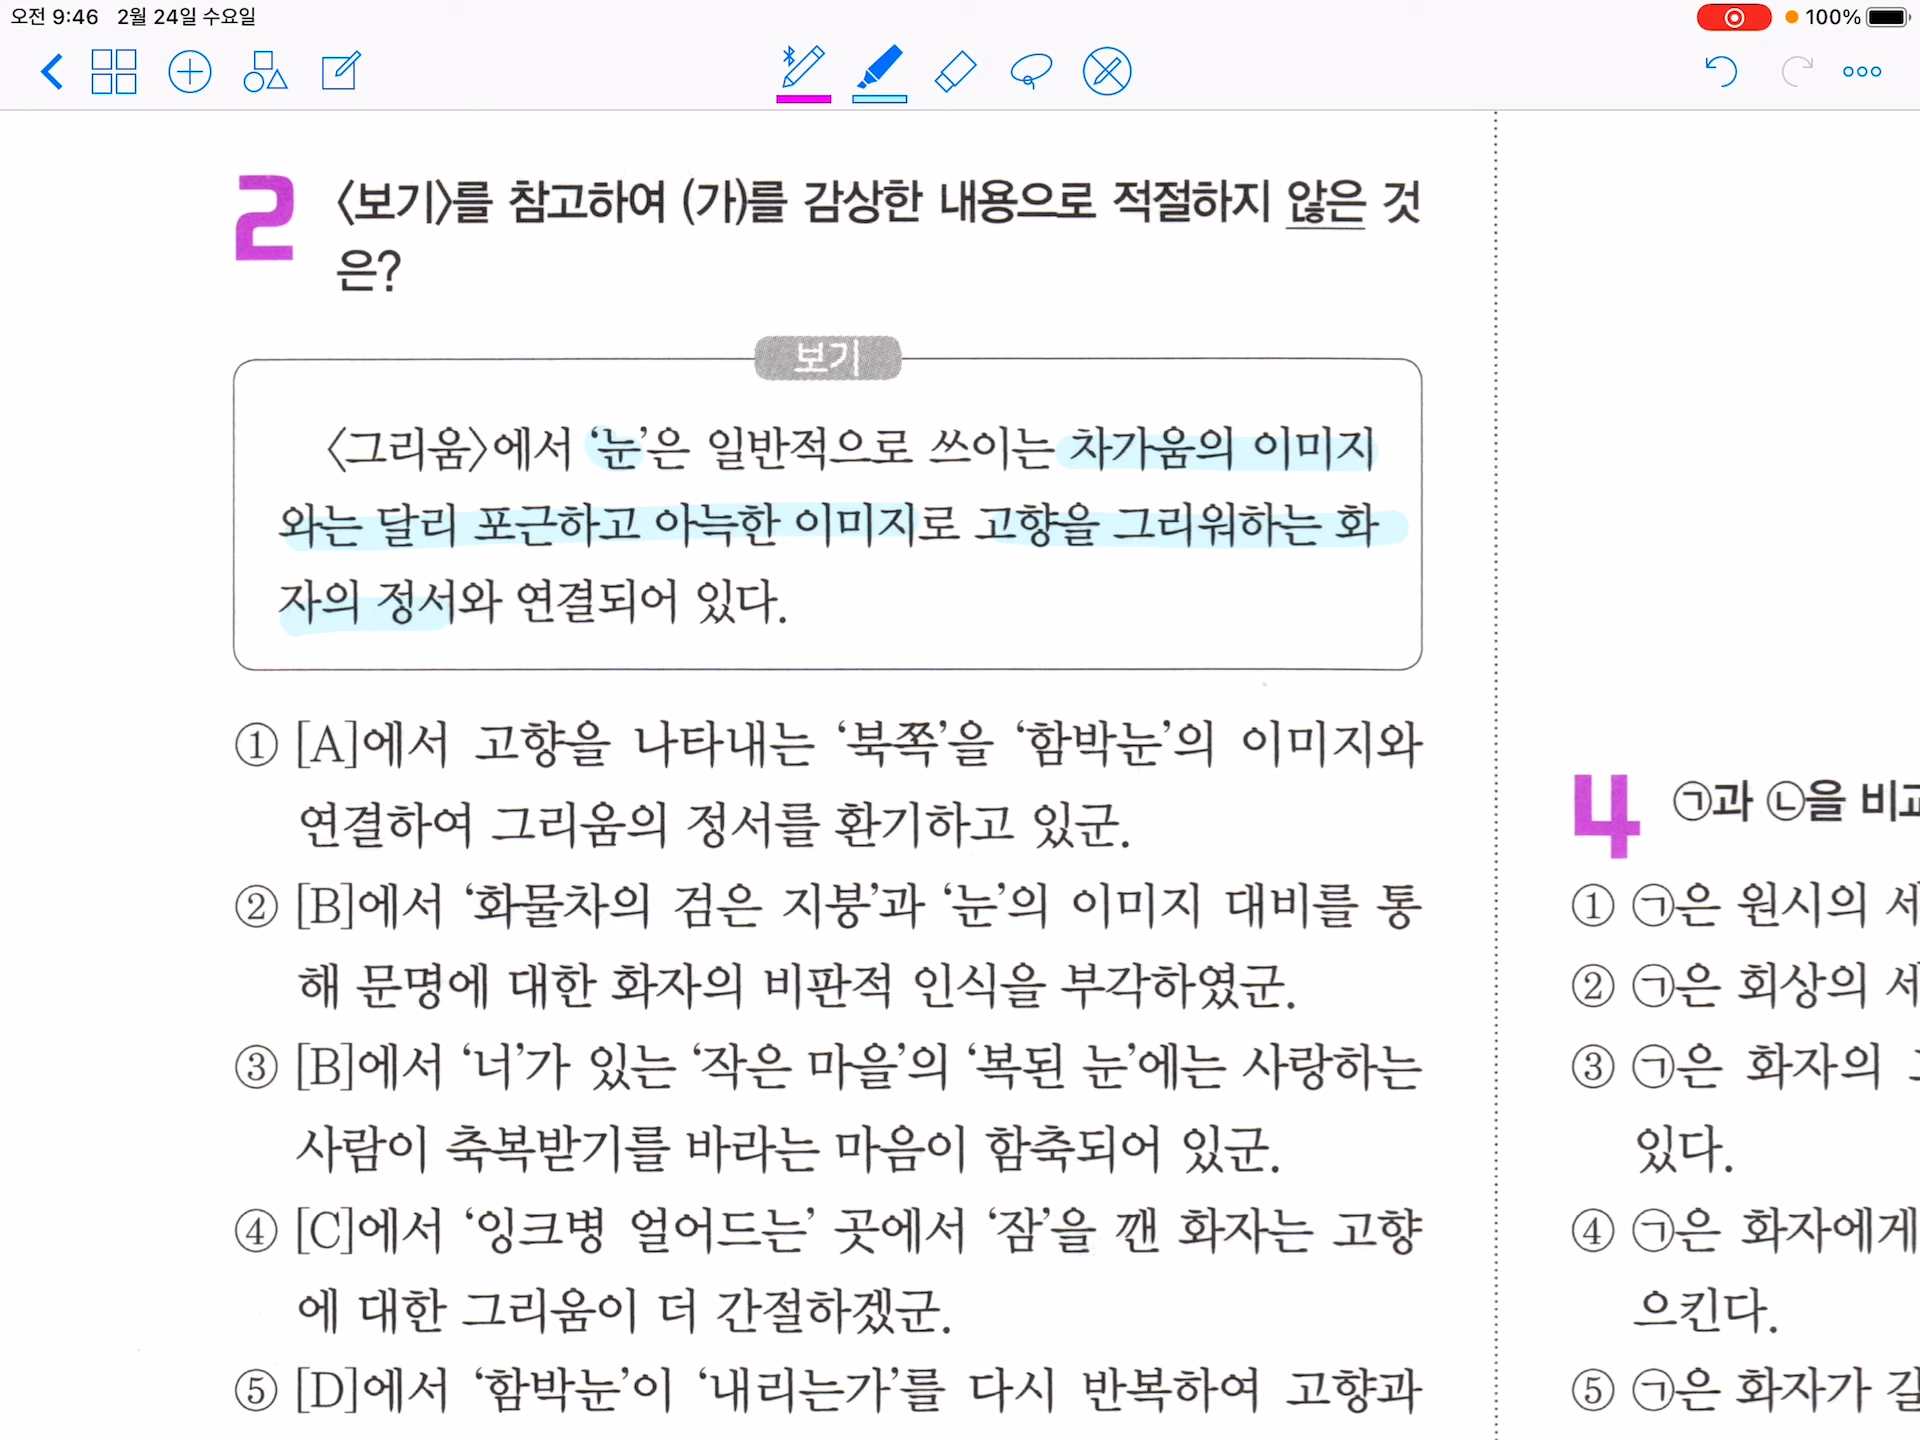 오전 9:46 2월 24일 수요일
100%
2 〈보기〉를 참고하여 (가)를 감상한 내용으로 적절하지 않은 것
은?
보기
〈그리움〉에서 ‘눈’은 일반적으로 쓰이는 차가움의 이미지
와는 달리 포근하고 아늑한 이미지로 고향을 그리워하는 화
자의 정서와 연결되어 있다.
① [A]에서 고향을 나타내는 ‘북쪽’을 ‘함박눈’의 이미지와
연결하여 그리움의 정서를 환기하고 있군.
② [B]에서 ‘화물차의 검은 지붕’과 ‘눈’의 이미지 대비를 통
해 문명에 대한 화자의 비판적 인식을 부각하였군.
③ [B]에서 ‘너’가 있는 ‘작은 마을’의 ‘복된 눈’에는 사랑하는
사람이 축복받기를 바라는 마음이 함축되어 있군.
④ [C]에서 ‘잉크병 얼어드는’ 곳에서 ‘잠’을 깬 화자는 고향
에 대한 그리움이 더 간절하겠군.
⑤ [D]에서 ‘함박눈’이 ‘내리는가’를 다시 반복하여 고향과
4 ㉠과 ㉡을 비교
① ㉠은 원시의 세
② ㉠은 회상의 세
③ ㉠은 화자의
있다.
④ ㉠은 화자에게
으킨다.
⑤ ㉠은 화자가